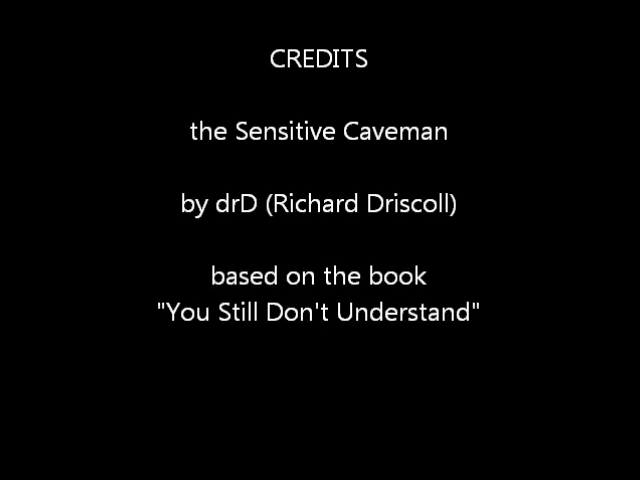 CREDITS
the Sensitive Caveman
by drD (Richard Driscoll)
based on the book
"You Still Don't Understand"